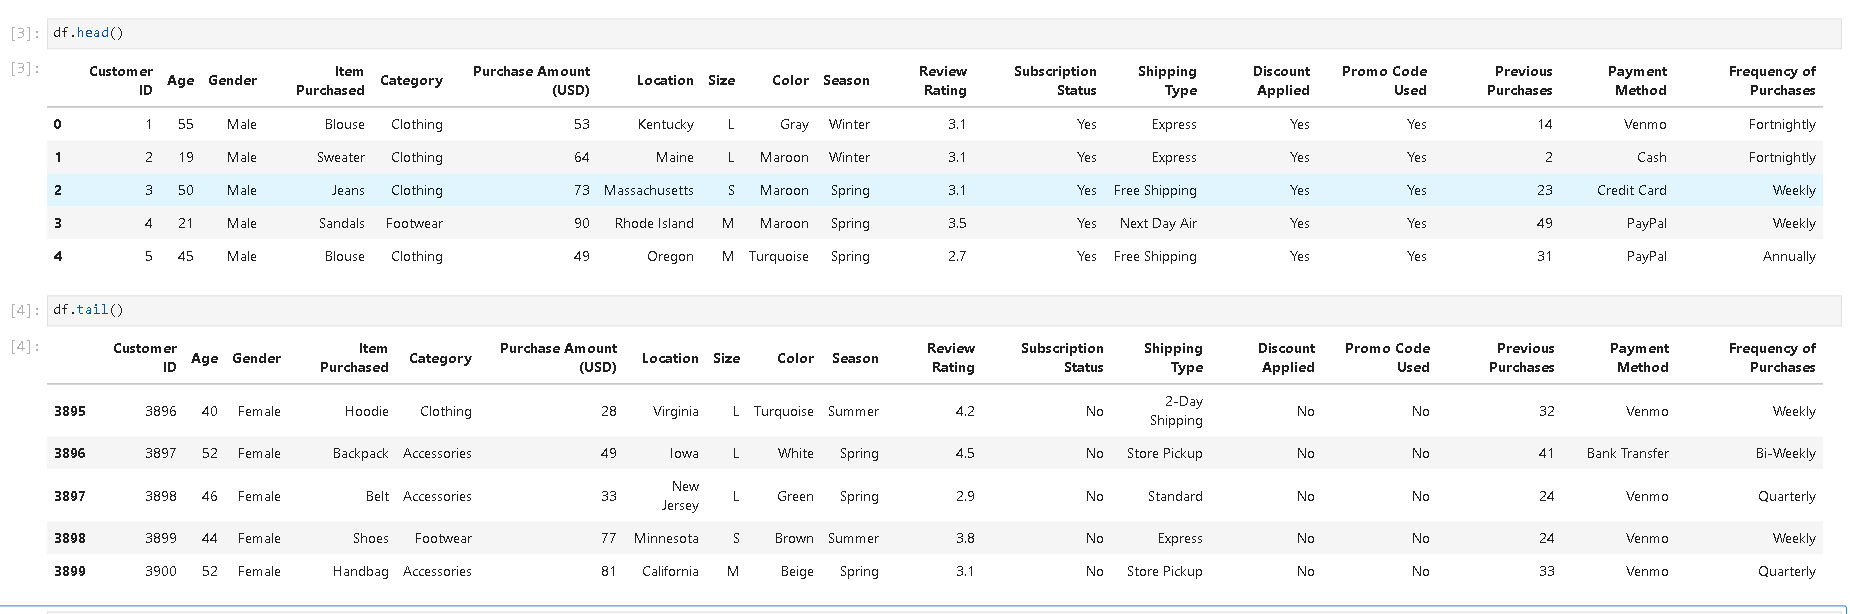 [3]: df.head()
[3]: Customer ID Age Gender Item Purchased Category Purchase Amount (USD) Location Size Color Season Review Rating Subscription Status Shipping Type Discount Applied Promo Code Used Previous Purchases Payment Method Frequency of Purchases
0 1 55 Male Blouse Clothing 53 Kentucky L Gray Winter 3.1 Yes Express Yes Yes 14 Venmo Fortnightly
1 2 19 Male Sweater Clothing 64 Maine L Maroon Winter 3.1 Yes Express Yes Yes 2 Cash Fortnightly
2 3 50 Male Jeans Clothing 73 Massachusetts S Maroon Spring 3.1 Yes Free Shipping Yes Yes 23 Credit Card Weekly
3 4 21 Male Sandals Footwear 90 Rhode Island M Maroon Spring 3.5 Yes Next Day Air Yes Yes 49 PayPal Weekly
4 5 45 Male Blouse Clothing 49 Oregon M Turquoise Spring 2.7 Yes Free Shipping Yes Yes 31 PayPal Annually
[4]: df.tail()
[4]: Customer ID Age Gender Item Purchased Category Purchase Amount (USD) Location Size Color Season Review Rating Subscription Status Shipping Type Discount Applied Promo Code Used Previous Purchases Payment Method Frequency of Purchases
3895 3896 40 Female Hoodie Clothing 28 Virginia L Turquoise Summer 4.2 No 2-Day Shipping No No 32 Venmo Weekly
3896 3897 52 Female Backpack Accessories 49 Iowa L White Spring 4.5 No Store Pickup No No 41 Bank Transfer Bi-Weekly
3897 3898 46 Female Belt Accessories 33 New Jersey L Green Spring 2.9 No Standard No No 24 Venmo Quarterly
3898 3899 44 Female Shoes Footwear 77 Minnesota S Brown Summer 3.8 No Express No No 24 Venmo Weekly
3899 3900 52 Female Handbag Accessories 81 California M Beige Spring 3.1 No Store Pickup No No 33 Venmo Quarterly